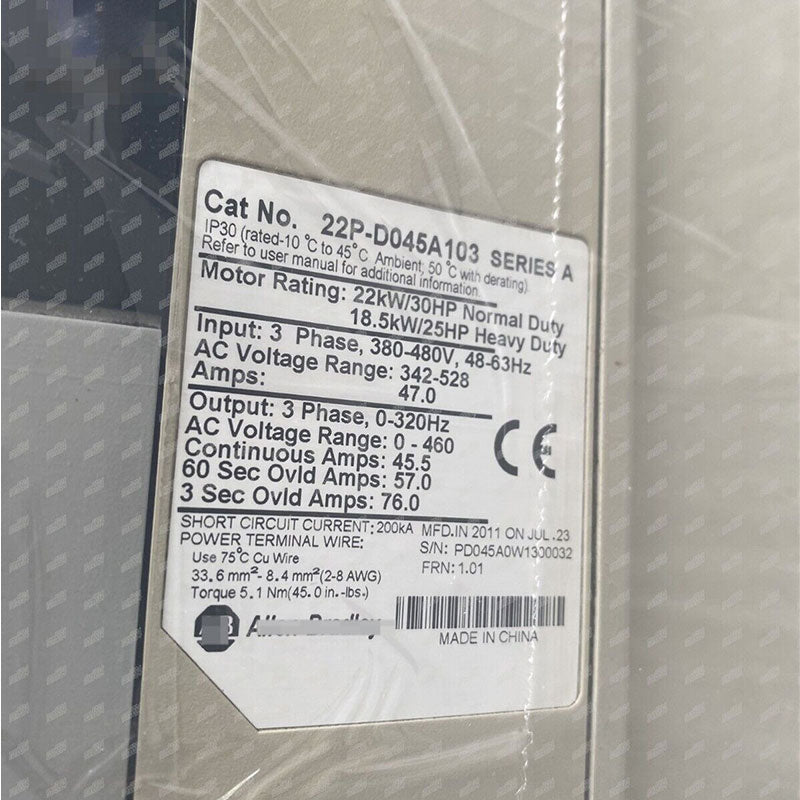 Cat No. 22P-D045A103 SERIES A
IP30 (rated-10 °C to 45°C Ambient; 50 °C with derating).
Refer to user manual for additional information.
Motor Rating: 22kW/30HP Normal Duty
18.5kW/25HP Heavy Duty
Input: 3 Phase, 380-480V, 48-63Hz
AC Voltage Range: 342-528
Amps: 47.0
Output: 3 Phase, 0-320Hz
AC Voltage Range: 0 - 460
Continuous Amps: 45.5
60 Sec Ovld Amps: 57.0
3 Sec Ovld Amps: 76.0
CE
SHORT CIRCUIT CURRENT: 200kA MFD.IN 2011 ON JUL.23
POWER TERMINAL WIRE: S/N: PD045A0W1300032
Use 75°C Cu Wire FRN: 1.01
33.6 mm²- 8.4 mm²(2-8 AWG)
Torque 5.1 Nm(45.0 in.-lbs.)
Allen-Bradley
MADE IN CHINA